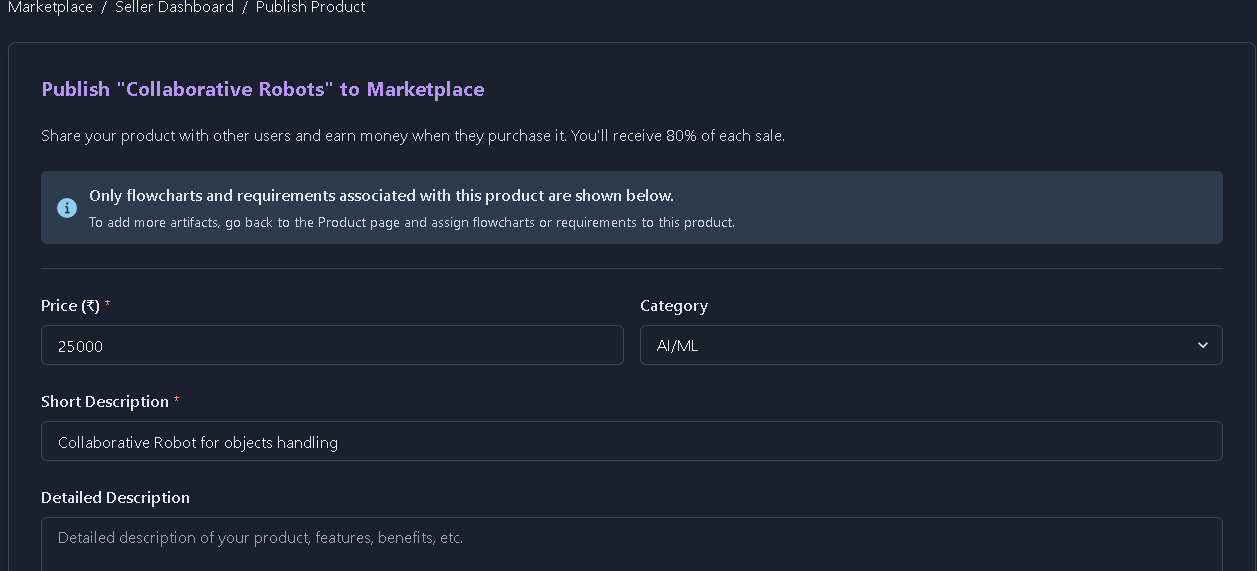 Marketplace / Seller Dashboard / Publish Product
Publish "Collaborative Robots" to Marketplace
Share your product with other users and earn money when they purchase it. You'll receive 80% of each sale.
Only flowcharts and requirements associated with this product are shown below.
To add more artifacts, go back to the Product page and assign flowcharts or requirements to this product.
Price (₹) *
Category
25000
AI/ML
Short Description *
Collaborative Robot for objects handling
Detailed Description
Detailed description of your product, features, benefits, etc.